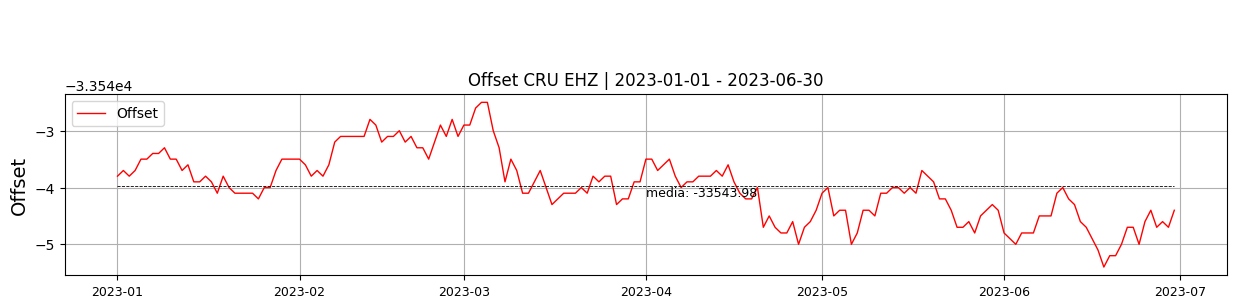 Offset CRU EHZ | 2023-01-01 - 2023-06-30
−3.354e4
Offset
−3
−4
−5
Offset
media: -33543.98
2023-01 2023-02 2023-03 2023-04 2023-05 2023-06 2023-07